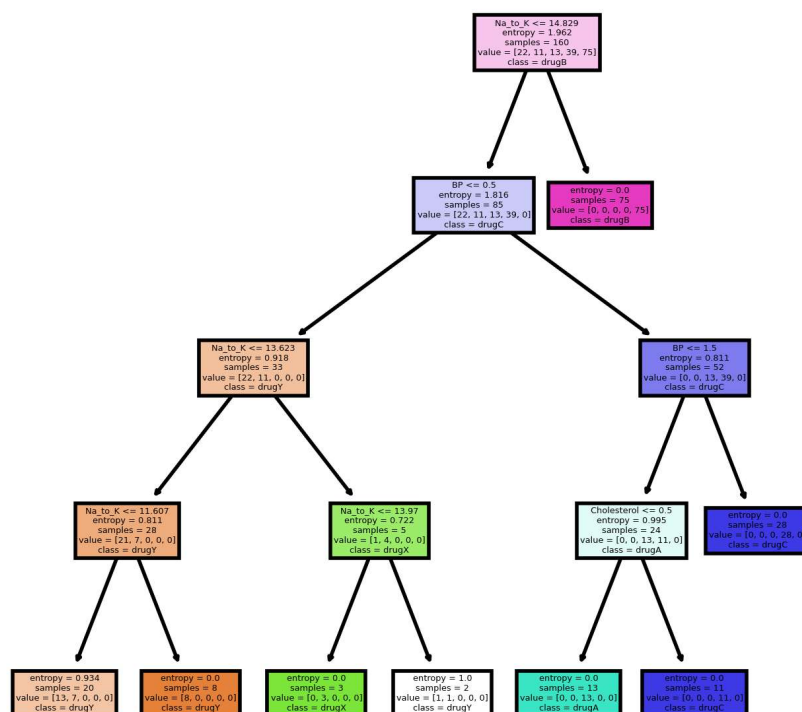 Na_to_K <= 14.829
entropy = 1.962
samples = 160
value = [22, 11, 13, 39, 75]
class = drugB
BP <= 0.5
entropy = 1.816
samples = 85
value = [22, 11, 13, 39, 0]
class = drugC
entropy = 0.0
samples = 75
value = [0, 0, 0, 0, 75]
class = drugB
Na_to_K <= 13.623
entropy = 0.918
samples = 33
value = [22, 11, 0, 0, 0]
class = drugY
BP <= 1.5
entropy = 0.811
samples = 52
value = [0, 0, 13, 39, 0]
class = drugC
Na_to_K <= 11.607
entropy = 0.811
samples = 28
value = [21, 7, 0, 0, 0]
class = drugY
Na_to_K <= 13.97
entropy = 0.722
samples = 5
value = [1, 4, 0, 0, 0]
class = drugX
Cholesterol <= 0.5
entropy = 0.995
samples = 24
value = [0, 0, 13, 11, 0]
class = drugA
entropy = 0.0
samples = 28
value = [0, 0, 0, 28, 0]
class = drugC
entropy = 0.934
samples = 20
value = [13, 7, 0, 0, 0]
class = drugY
entropy = 0.0
samples = 8
value = [8, 0, 0, 0, 0]
class = drugY
entropy = 0.0
samples = 3
value = [0, 3, 0, 0, 0]
class = drugX
entropy = 1.0
samples = 2
value = [1, 1, 0, 0, 0]
class = drugY
entropy = 0.0
samples = 13
value = [0, 0, 13, 0, 0]
class = drugA
entropy = 0.0
samples = 11
value = [0, 0, 0, 11, 0]
class = drugC